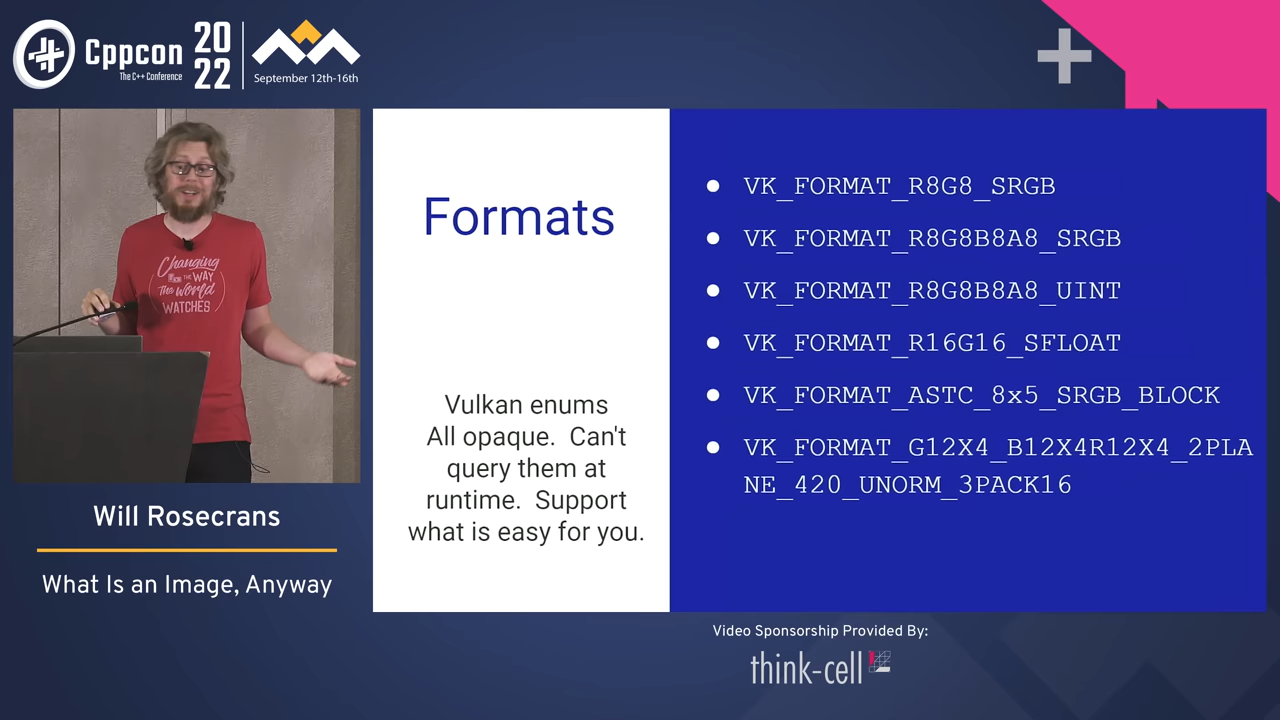 Cppcon
The C++ Conference
20
22
September 12th-16th
Changing
THE WAY
The World
WATCHES
Will Rosecrans
What Is an Image, Anyway
Formats
Vulkan enums
All opaque. Can't
query them at
runtime. Support
what is easy for you.
VK_FORMAT_R8G8_SRGB
VK_FORMAT_R8G8B8A8_SRGB
VK_FORMAT_R8G8B8A8_UINT
VK_FORMAT_R16G16_SFLOAT
VK_FORMAT_ASTC_8x5_SRGB_BLOCK
VK_FORMAT_G12X4_B12X4R12X4_2PLA
NE_420_UNORM_3PACK16
Video Sponsorship Provided By:
think-cell